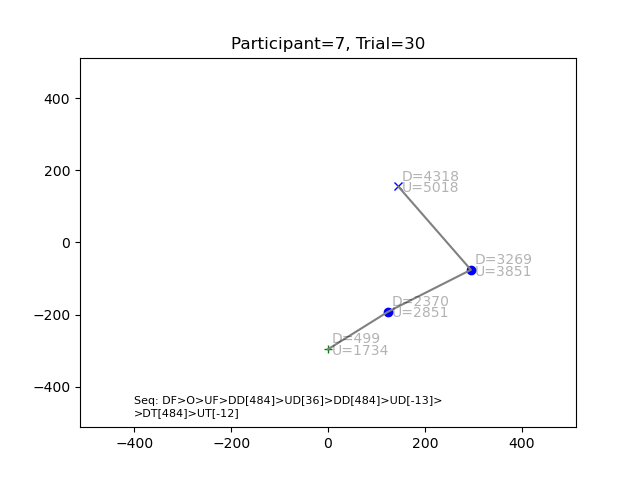 Participant=7, Trial=30
400
200
0
−200
−400
D=4318
U=5018
D=3269
U=3851
D=2370
U=2851
D=499
U=1734
Seq: DF>O>UF>DD[484]>UD[36]>DD[484]>UD[-13]>
>DT[484]>UT[-12]
−400 −200 0 200 400